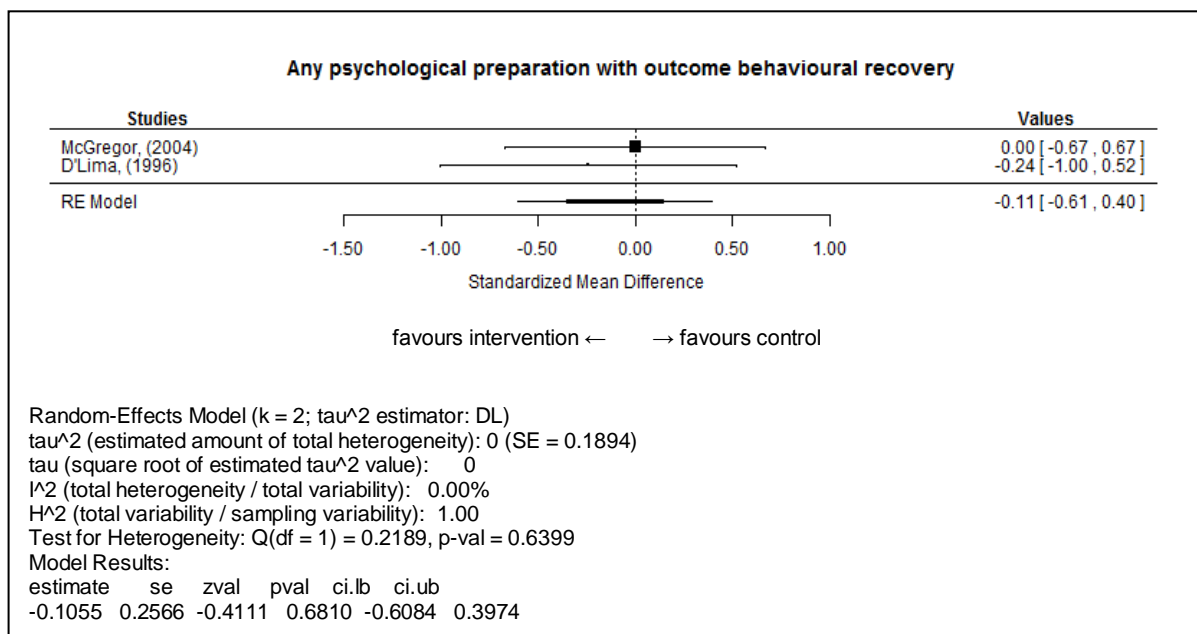 Any psychological preparation with outcome behavioural recovery
Studies Values
McGregor, (2004) 0.00 [ -0.67 , 0.67 ]
D'Lima, (1996) -0.24 [ -1.00 , 0.52 ]
RE Model -0.11 [ -0.61 , 0.40 ]
-1.50 -1.00 -0.50 0.00 0.50 1.00
Standardized Mean Difference
favours intervention ← → favours control
Random-Effects Model (k = 2; tau^2 estimator: DL)
tau^2 (estimated amount of total heterogeneity): 0 (SE = 0.1894)
tau (square root of estimated tau^2 value): 0
I^2 (total heterogeneity / total variability): 0.00%
H^2 (total variability / sampling variability): 1.00
Test for Heterogeneity: Q(df = 1) = 0.2189, p-val = 0.6399
Model Results:
estimate se zval pval ci.lb ci.ub
-0.1055 0.2566 -0.4111 0.6810 -0.6084 0.3974